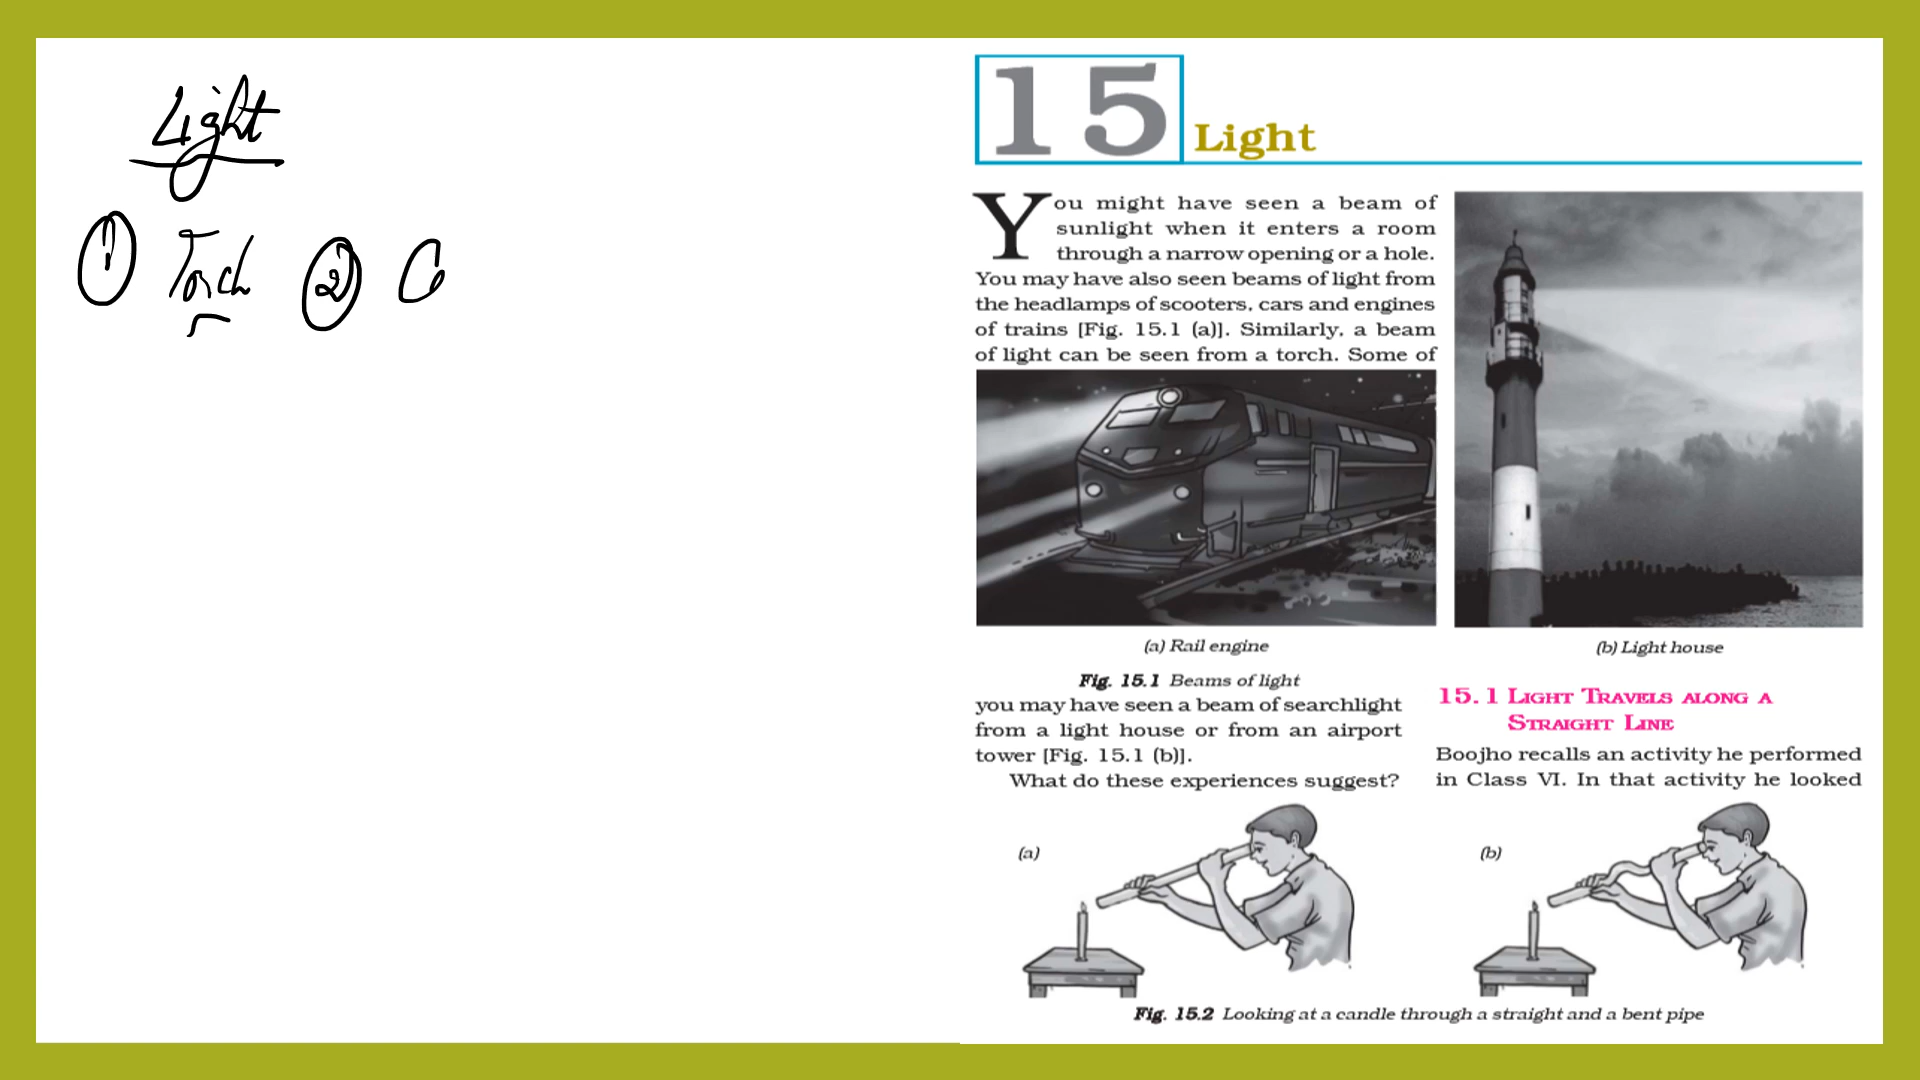 Light
1 Torch 2 C
15 Light
You might have seen a beam of
sunlight when it enters a room
through a narrow opening or a hole.
You may have also seen beams of light from
the headlamps of scooters, cars and engines
of trains [Fig. 15.1 (a)]. Similarly, a beam
of light can be seen from a torch. Some of
(a) Rail engine
(b) Light house
Fig. 15.1 Beams of light
you may have seen a beam of searchlight
from a light house or from an airport
tower [Fig. 15.1 (b)].
What do these experiences suggest?
15.1 LIGHT TRAVELS ALONG A
STRAIGHT LINE
Boojho recalls an activity he performed
in Class VI. In that activity he looked
(a)
(b)
Fig. 15.2 Looking at a candle through a straight and a bent pipe